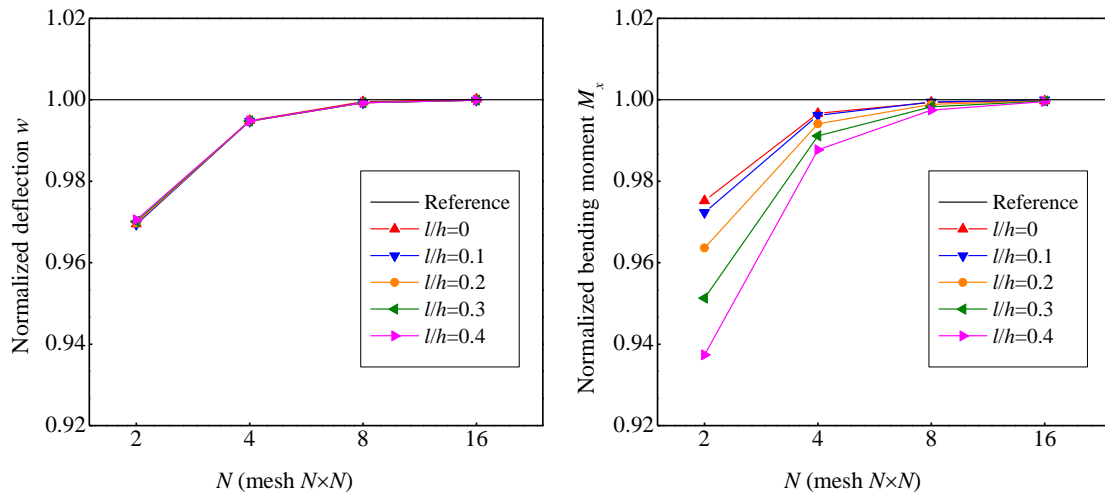 1.02
1.00
0.98
0.96
0.94
0.92
Normalized deflection w
Reference
l/h=0
l/h=0.1
l/h=0.2
l/h=0.3
l/h=0.4
2 4 8 16
N (mesh N×N)
1.02
1.00
0.98
0.96
0.94
0.92
Normalized bending moment Mx
Reference
l/h=0
l/h=0.1
l/h=0.2
l/h=0.3
l/h=0.4
2 4 8 16
N (mesh N×N)